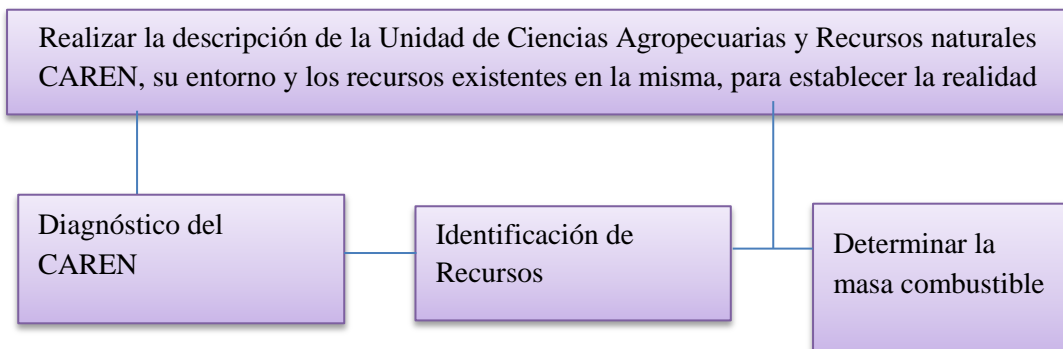 Realizar la descripción de la Unidad de Ciencias Agropecuarias y Recursos naturales
CAREN, su entorno y los recursos existentes en la misma, para establecer la realidad
Diagnóstico del
CAREN
Identificación de
Recursos
Determinar la
masa combustible